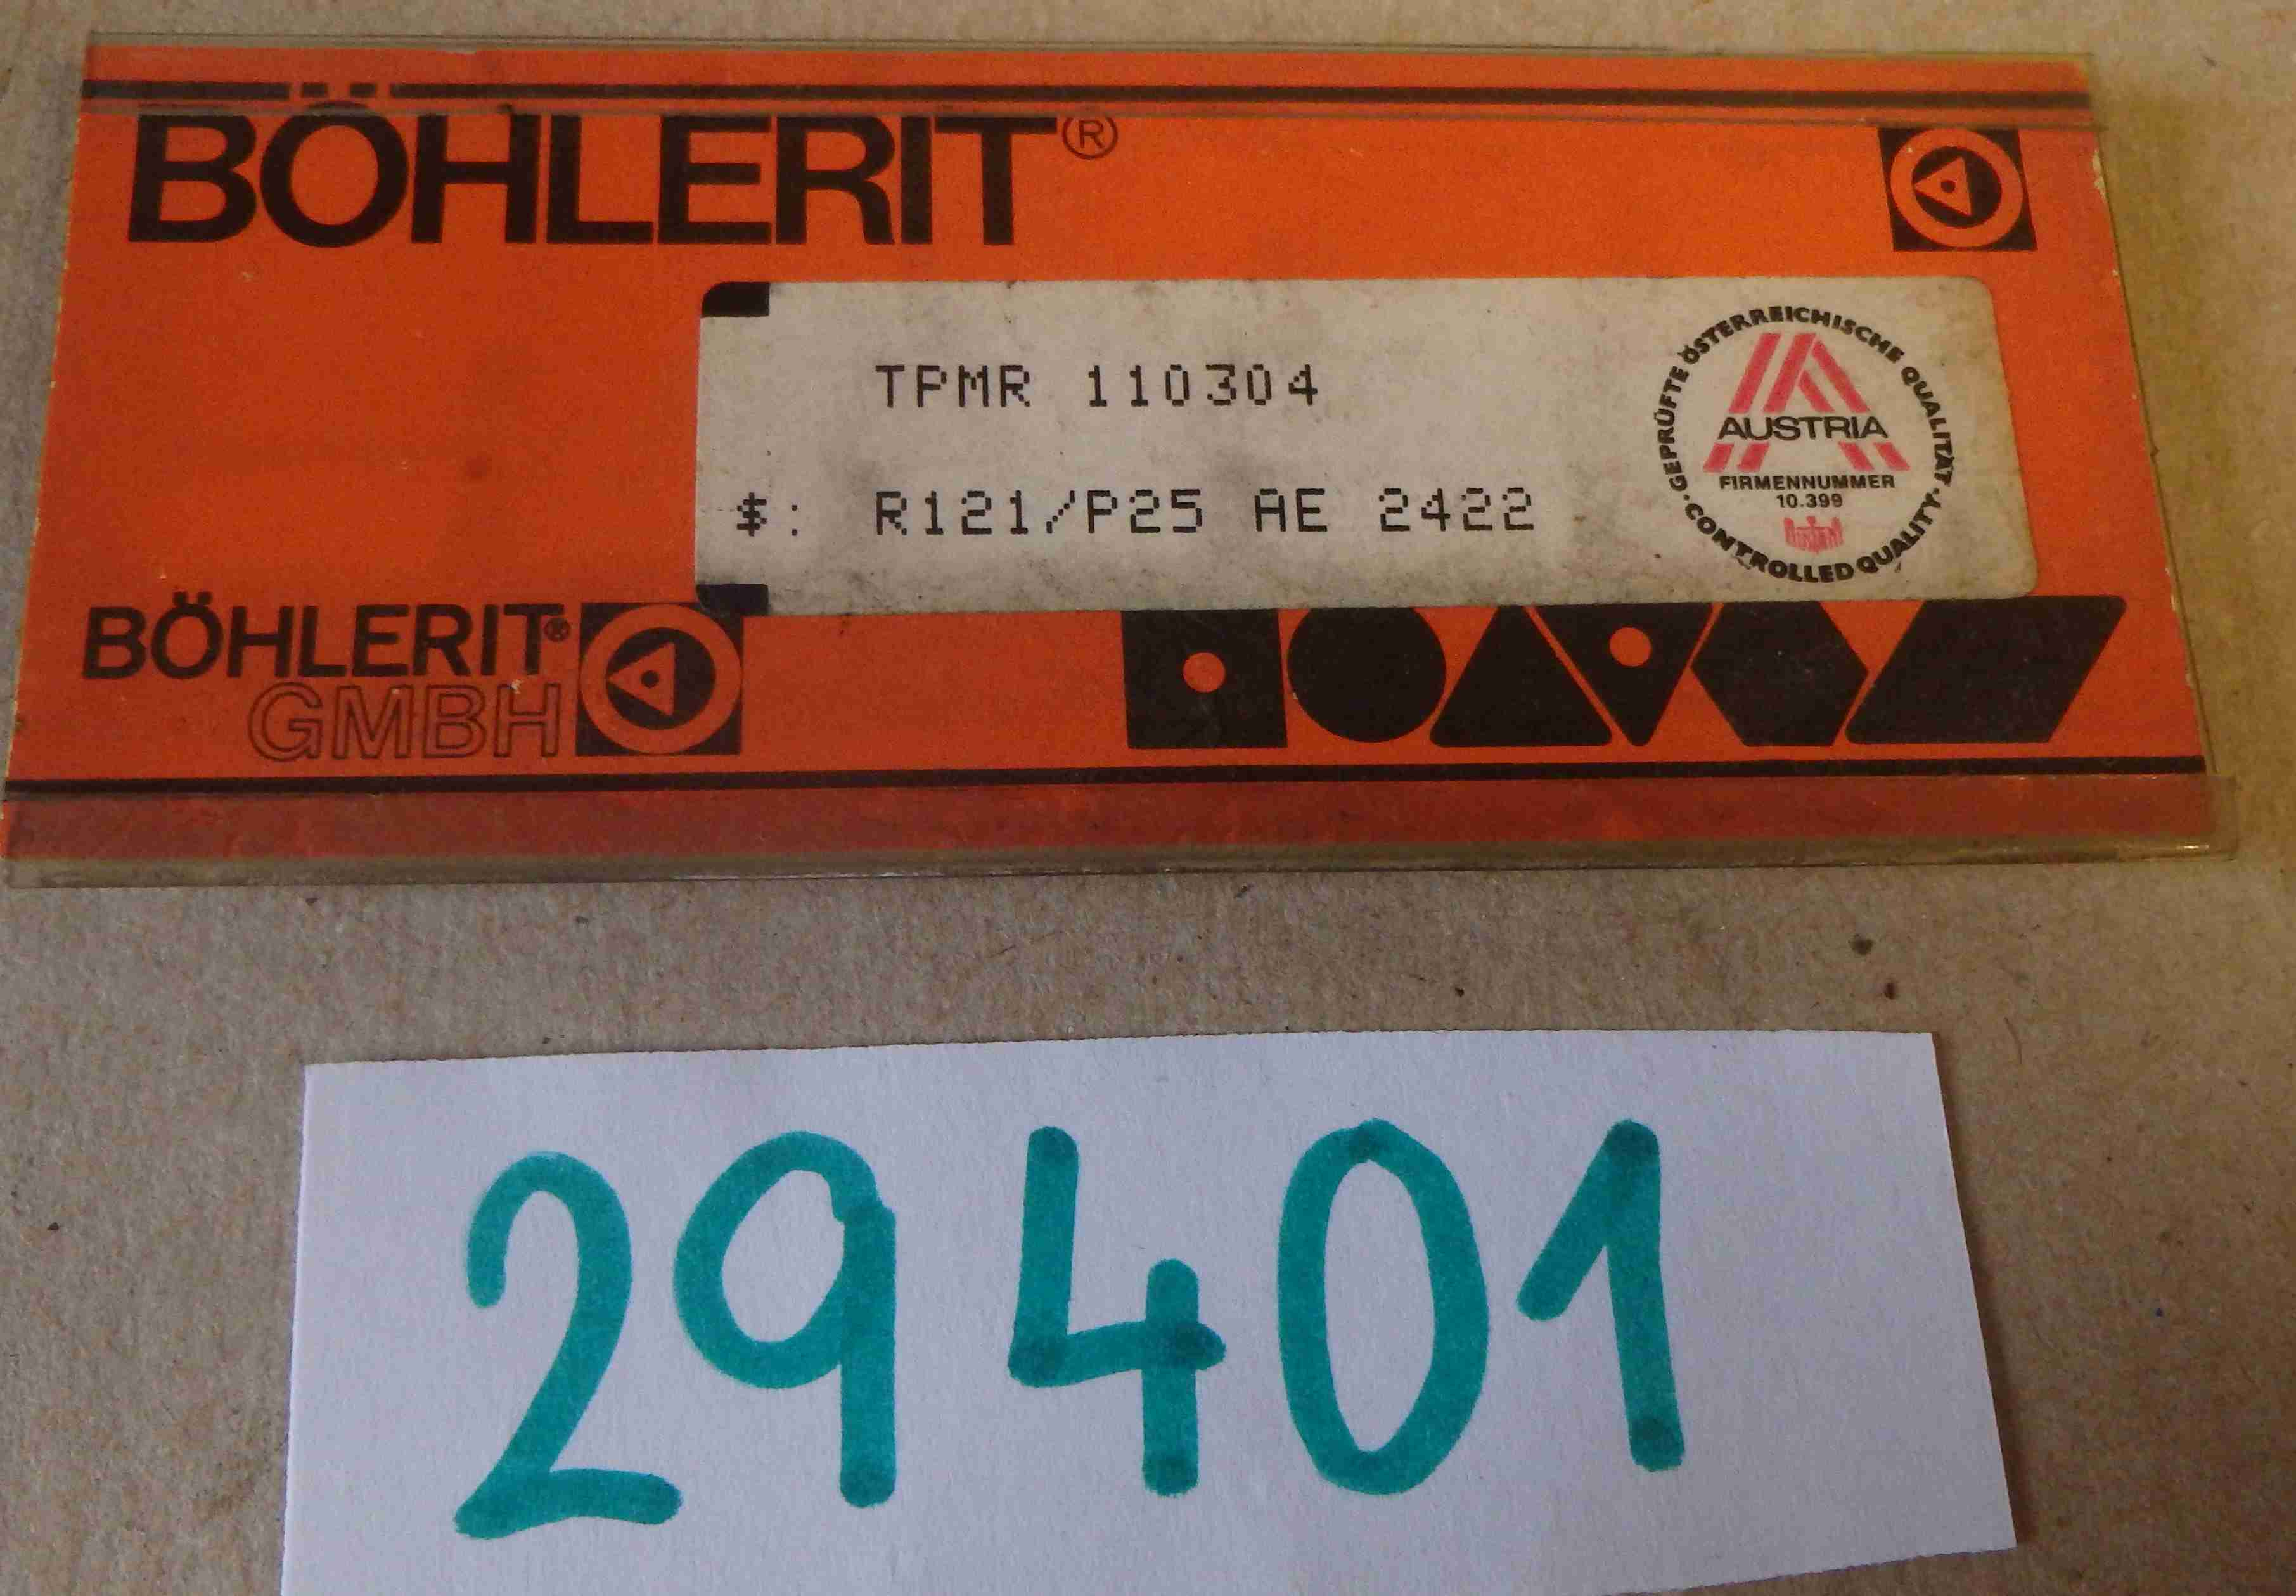 BÖHLERIT®
TPMR 110304
$: R121/P25 AE 2422
·GEPRÜFTE ÖSTERREICHISCHE QUALITÄT·
AUSTRIA
FIRMENNUMMER
10.399
CONTROLLED QUALITY
BÖHLERIT®
GMBH
29401